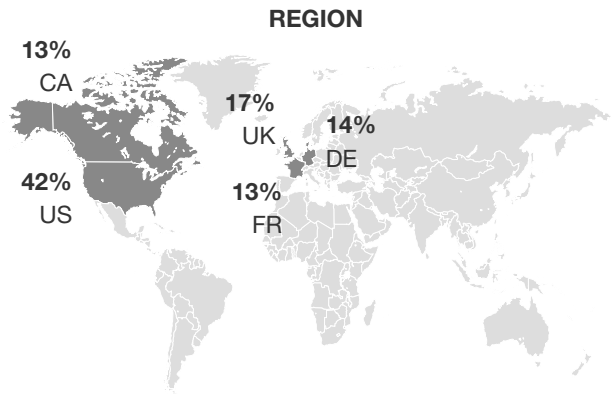 REGION
13%
CA
17%
UK
14%
DE
42%
US
13%
FR